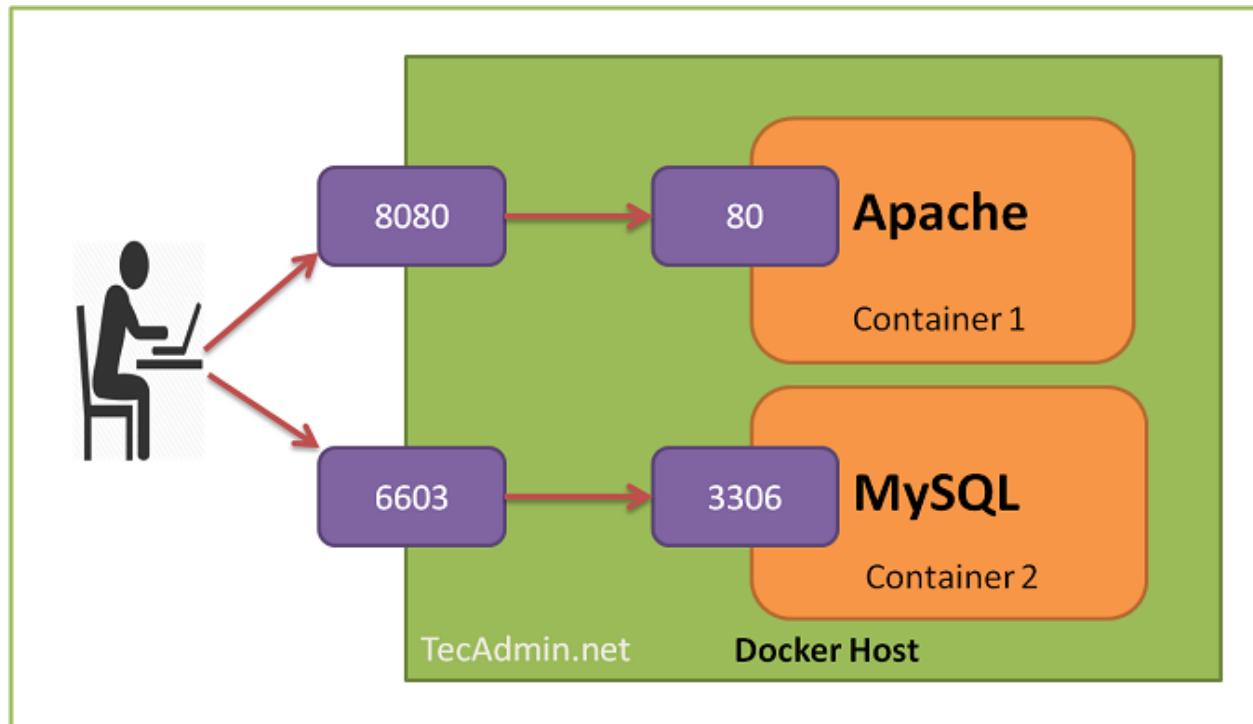 8080
80
Apache
Container 1
6603
3306
MySQL
Container 2
TecAdmin.net
Docker Host